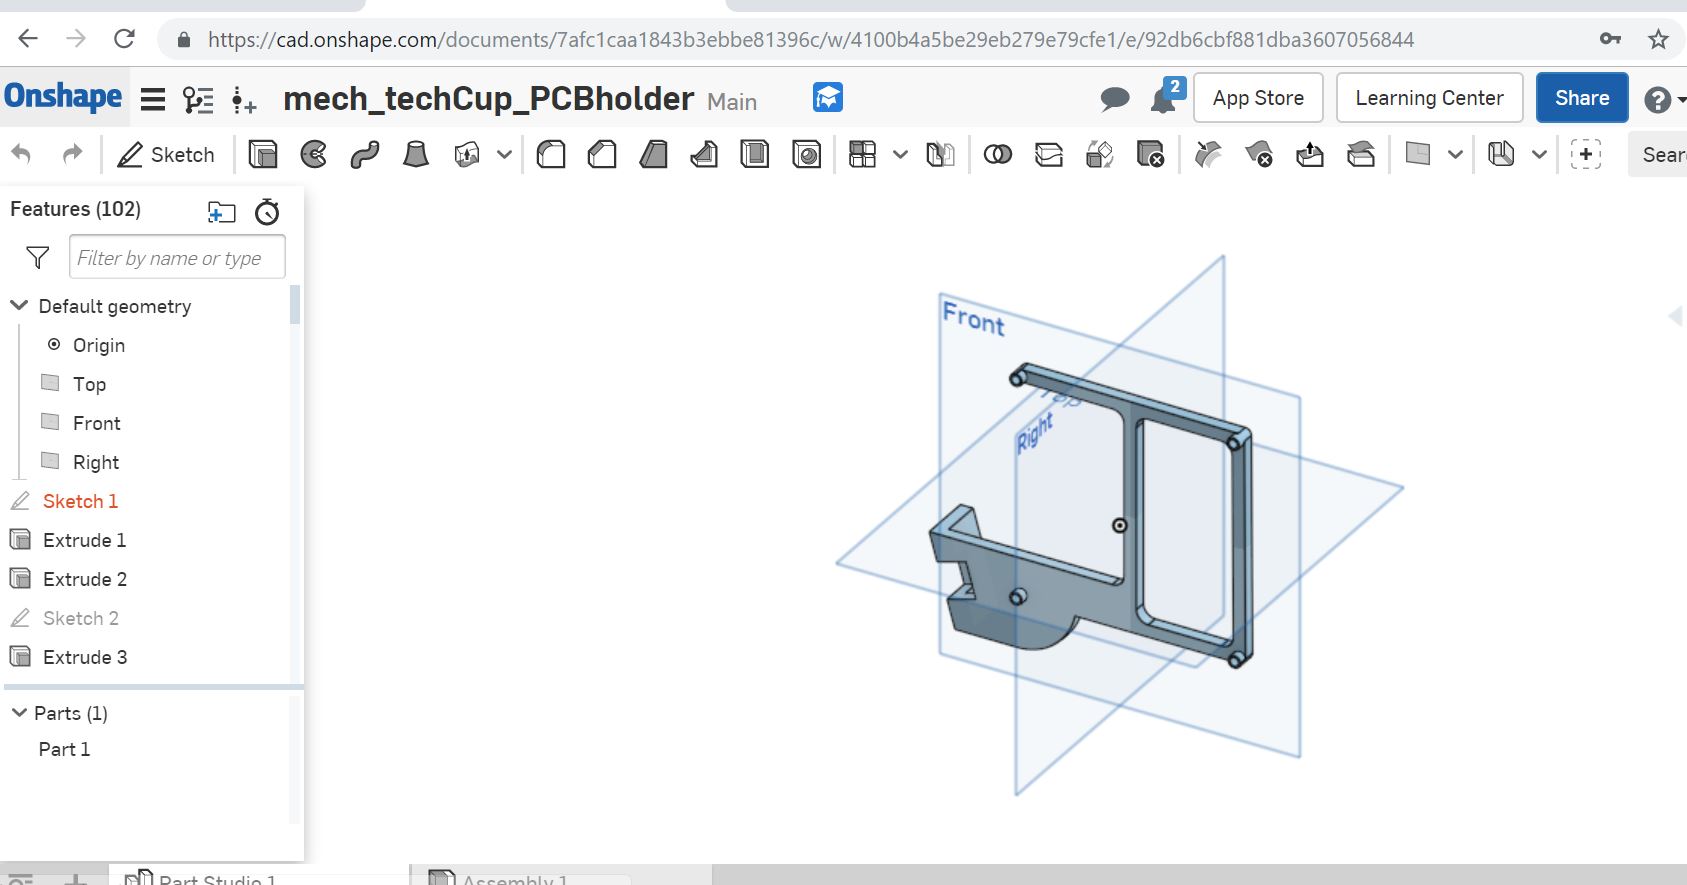 https://cad.onshape.com/documents/7afc1caa1843b3ebbe81396c/w/4100b4a5be29eb279e79cfe1/e/92db6cbf881dba3607056844
Onshape mech_techCup_PCBholder Main 2 App Store Learning Center Share ?
Sketch Sear
Features (102)
Filter by name or type
Default geometry
Origin
Top
Front
Right
Sketch 1
Extrude 1
Extrude 2
Sketch 2
Extrude 3
Parts (1)
Part 1
Front
Top
Right
Part Studio 1 Assembly 1